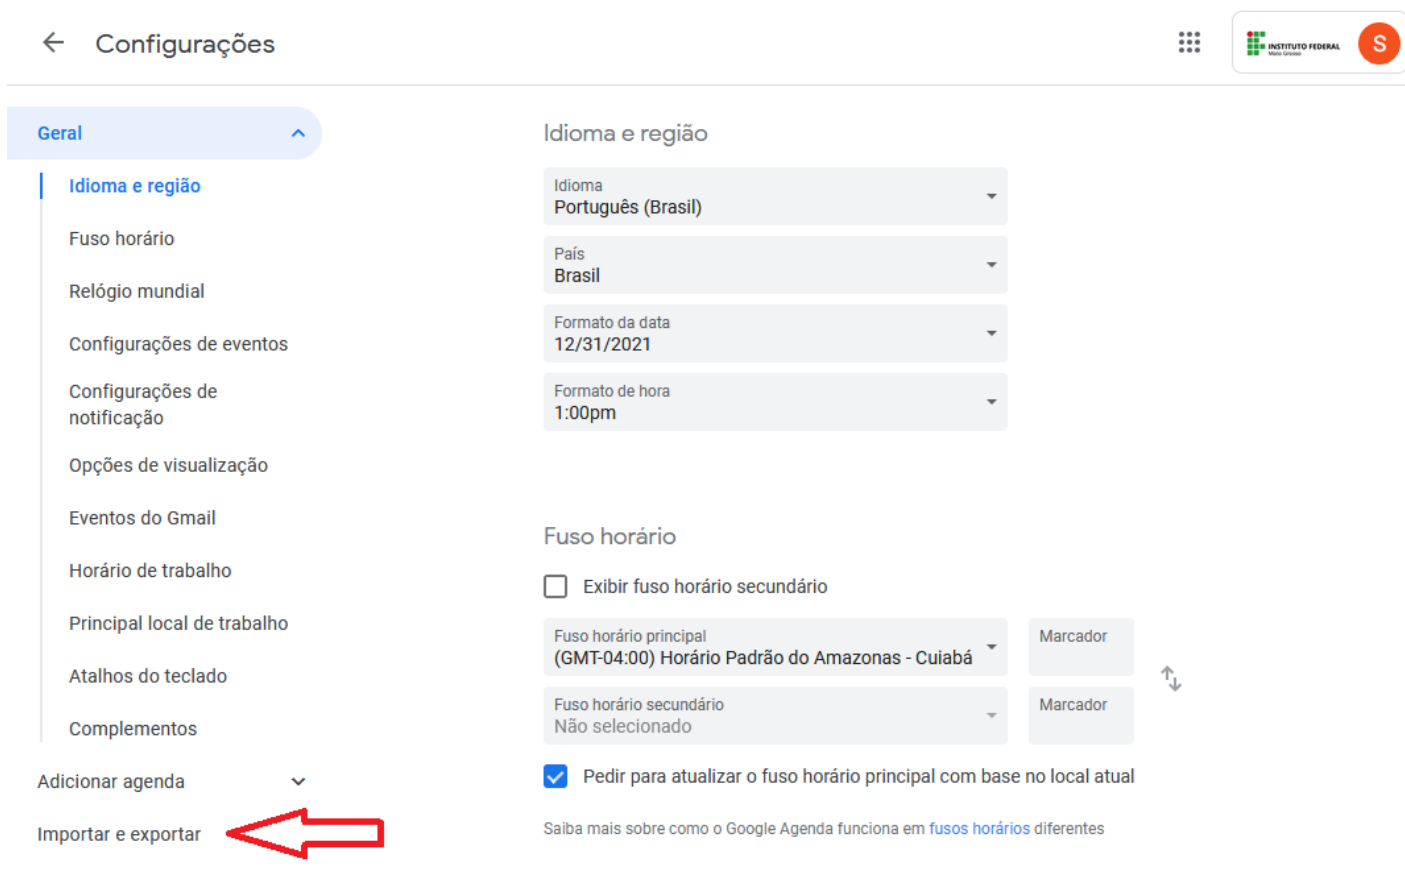 Configurações
INSTITUTO FEDERAL
Mato Grosso
S
Geral
Idioma e região
Fuso horário
Relógio mundial
Configurações de eventos
Configurações de
notificação
Opções de visualização
Eventos do Gmail
Horário de trabalho
Principal local de trabalho
Atalhos do teclado
Complementos
Adicionar agenda
Importar e exportar
Idioma e região
Idioma
Português (Brasil)
País
Brasil
Formato da data
12/31/2021
Formato de hora
1:00pm
Fuso horário
Exibir fuso horário secundário
Fuso horário principal
(GMT-04:00) Horário Padrão do Amazonas - Cuiabá
Marcador
Fuso horário secundário
Não selecionado
Marcador
Pedir para atualizar o fuso horário principal com base no local atual
Saiba mais sobre como o Google Agenda funciona em fusos horários diferentes